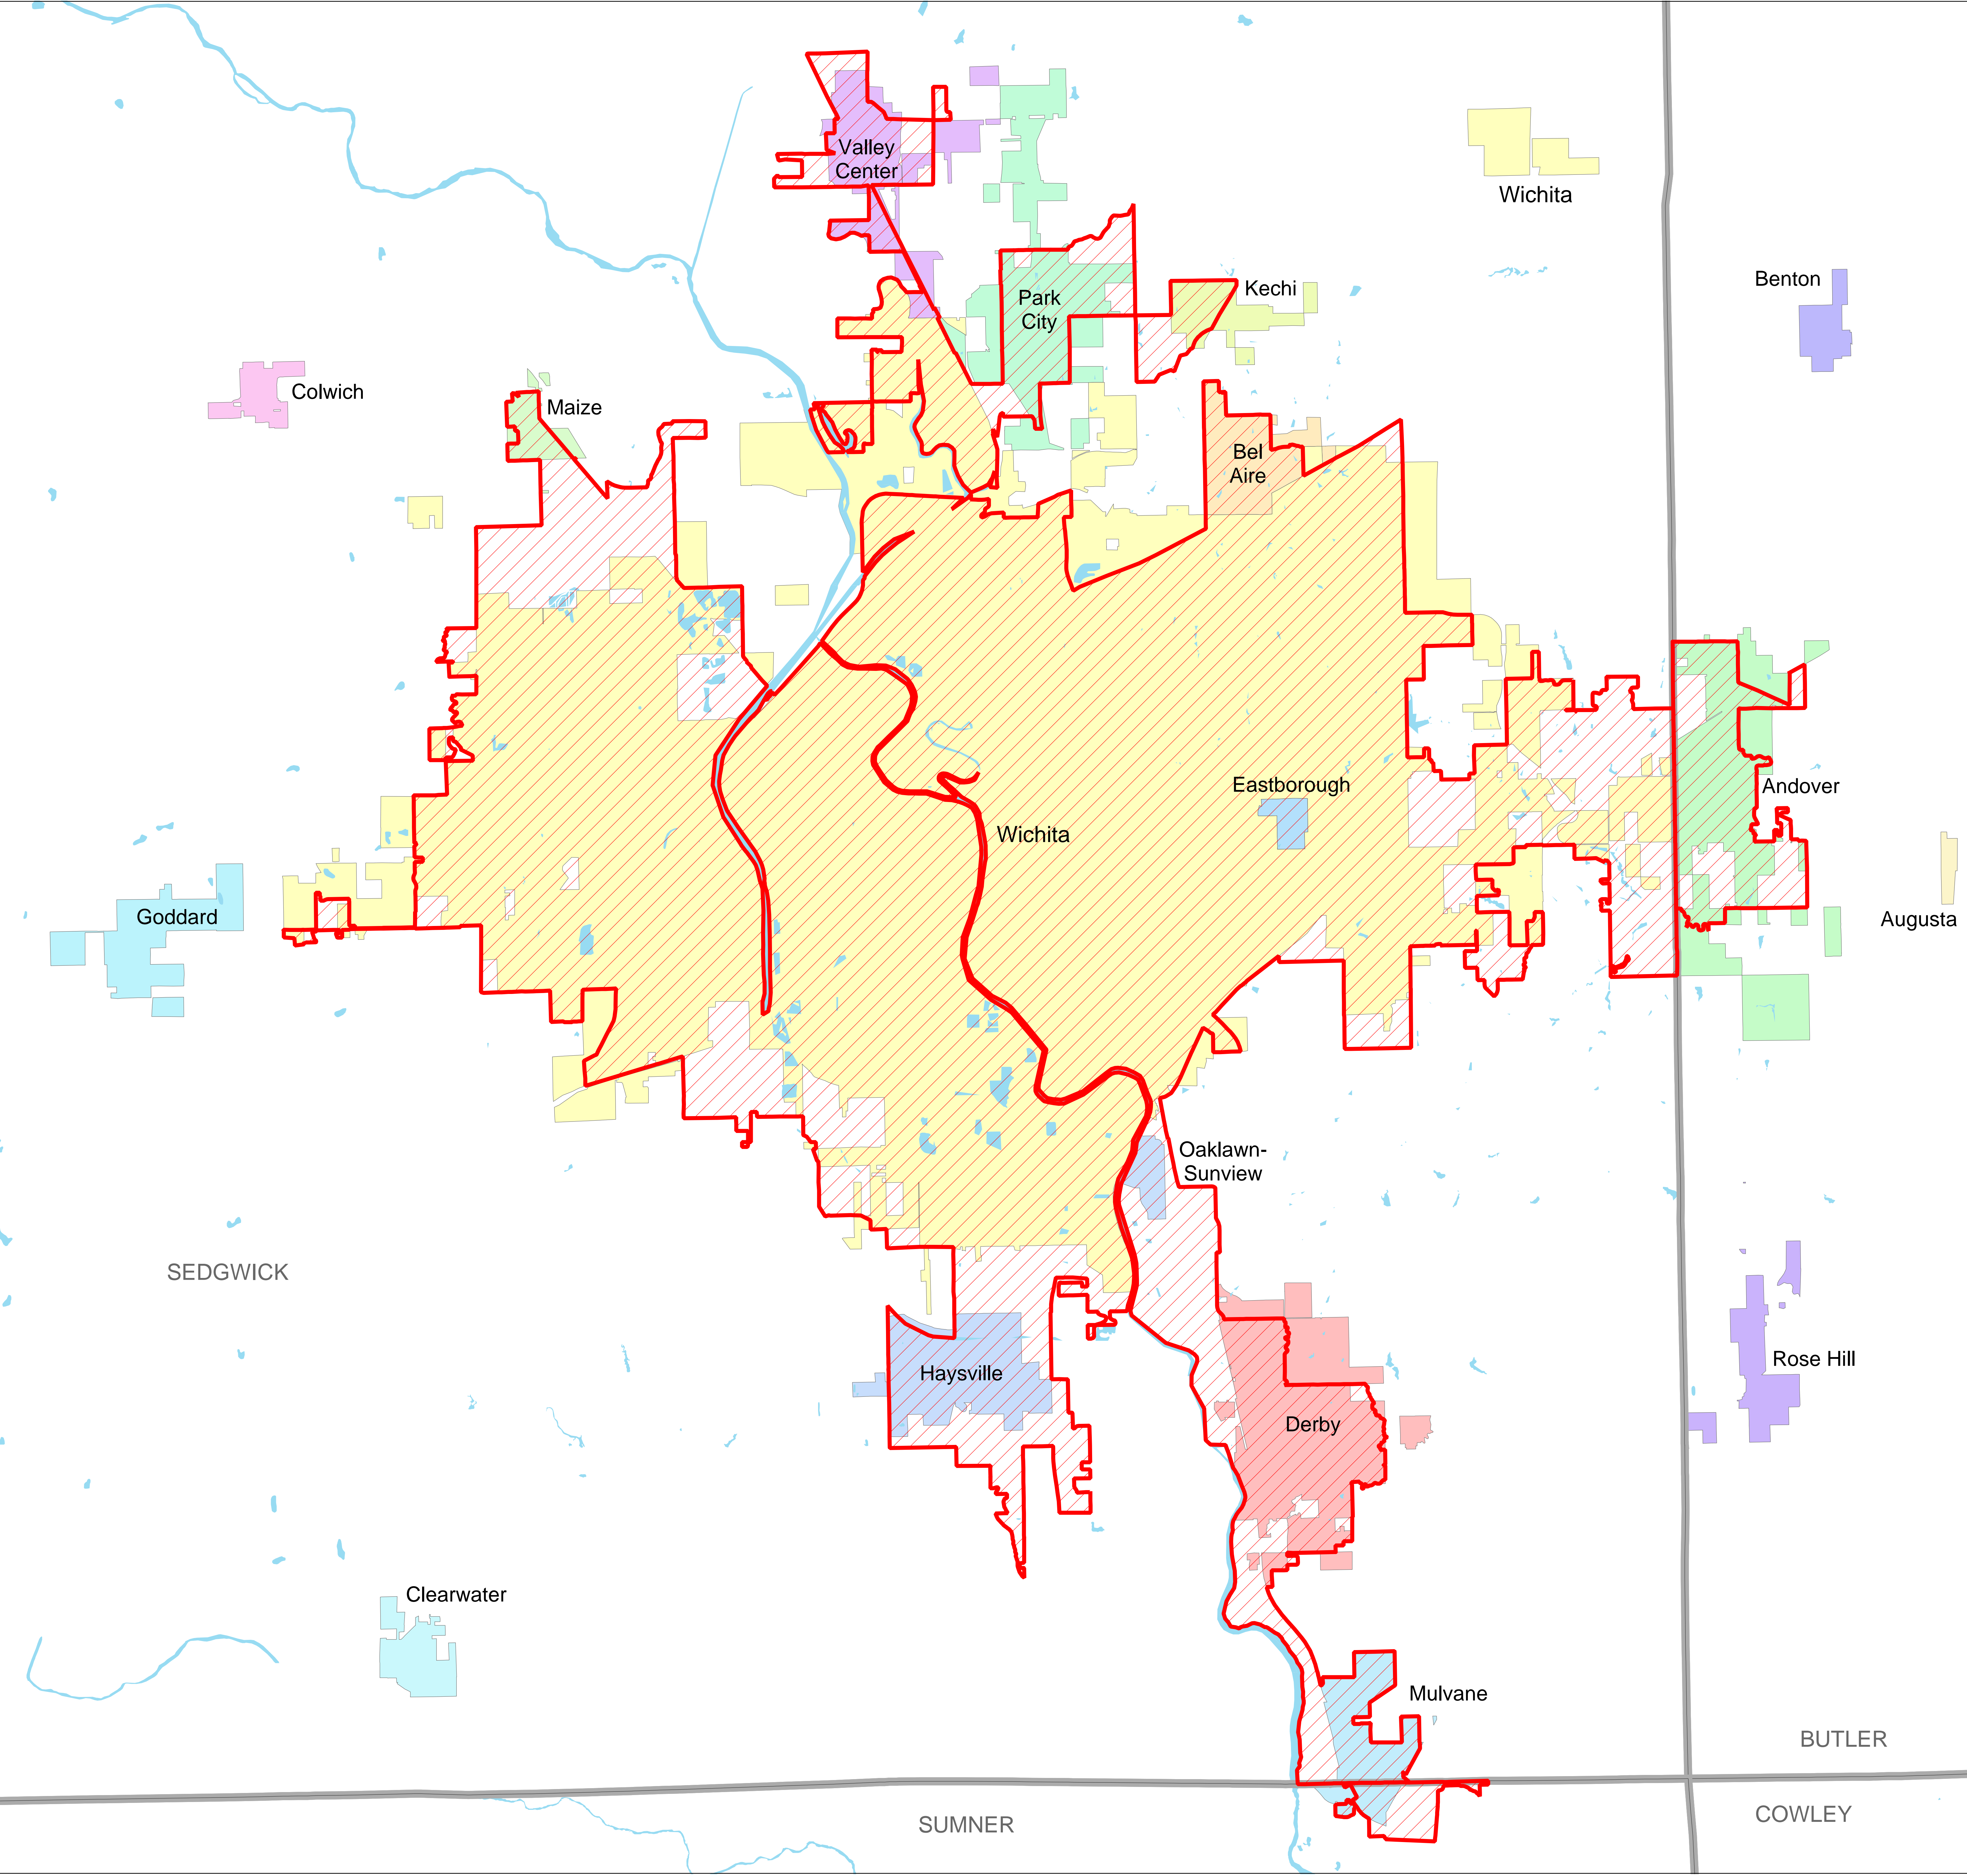 Valley
Center
Wichita
Park
City
Kechi
Benton
Colwich
Maize
Bel
Aire
Eastborough
Andover
Wichita
Goddard
Augusta
Oaklawn-
Sunview
SEDGWICK
Haysville
Rose Hill
Derby
Clearwater
Mulvane
BUTLER
SUMNER
COWLEY